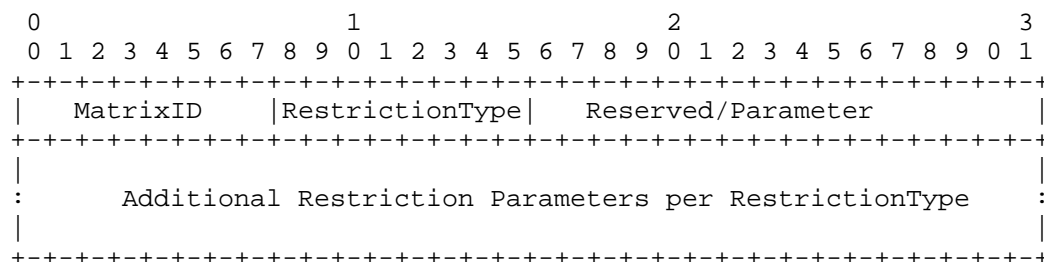 0                   1                   2                     3
 0 1 2 3 4 5 6 7 8 9 0 1 2 3 4 5 6 7 8 9 0 1 2 3 4 5 6 7 8 9 0 1
+-+-+-+-+-+-+-+-+-+-+-+-+-+-+-+-+-+-+-+-+-+-+-+-+-+-+-+-+-+-+-+-+
|   MatrixID    |RestrictionType|   Reserved/Parameter          |
+-+-+-+-+-+-+-+-+-+-+-+-+-+-+-+-+-+-+-+-+-+-+-+-+-+-+-+-+-+-+-+-+
|                                                               |
:      Additional Restriction Parameters per RestrictionType    :
|                                                               |
+-+-+-+-+-+-+-+-+-+-+-+-+-+-+-+-+-+-+-+-+-+-+-+-+-+-+-+-+-+-+-+-+